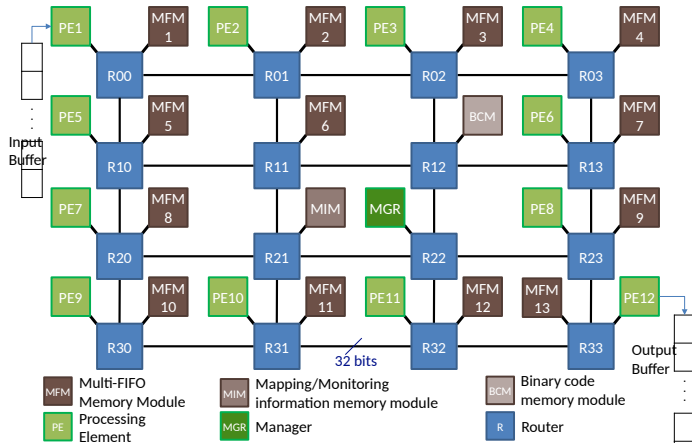 PE1
MFM
1
PE2
MFM
2
PE3
MFM
3
PE4
MFM
4
R00
R01
R02
R03
Input
Buffer
PE5
MFM
5
MFM
6
BCM
PE6
MFM
7
R10
R11
R12
R13
PE7
MFM
8
MIM
MGR
PE8
MFM
9
R20
R21
R22
R23
PE9
MFM
10
PE10
MFM
11
PE11
MFM
12
MFM
13
PE12
R30
R31
R32
R33
32 bits
Output
Buffer
MFM
Multi-FIFO
Memory Module
MIM
Mapping/Monitoring
information memory module
BCM
Binary code
memory module
PE
Processing
Element
MGR
Manager
R
Router